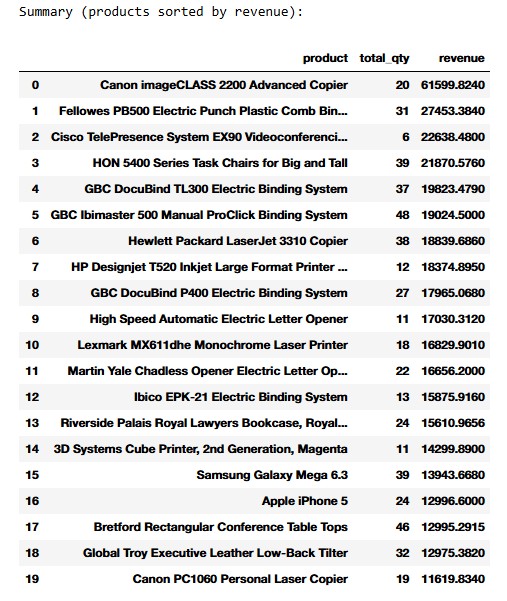 Summary (products sorted by revenue):
product total_qty revenue
0 Canon imageCLASS 2200 Advanced Copier 20 61599.8240
1 Fellowes PB500 Electric Punch Plastic Comb Bin... 31 27453.3840
2 Cisco TelePresence System EX90 Videoconferenci... 6 22638.4800
3 HON 5400 Series Task Chairs for Big and Tall 39 21870.5760
4 GBC DocuBind TL300 Electric Binding System 37 19823.4790
5 GBC Ibimaster 500 Manual ProClick Binding System 48 19024.5000
6 Hewlett Packard LaserJet 3310 Copier 38 18839.6860
7 HP Designjet T520 Inkjet Large Format Printer ... 12 18374.8950
8 GBC DocuBind P400 Electric Binding System 27 17965.0680
9 High Speed Automatic Electric Letter Opener 11 17030.3120
10 Lexmark MX611dhe Monochrome Laser Printer 18 16829.9010
11 Martin Yale Chadless Opener Electric Letter Op... 22 16656.2000
12 Ibico EPK-21 Electric Binding System 13 15875.9160
13 Riverside Palais Royal Lawyers Bookcase, Royal... 24 15610.9656
14 3D Systems Cube Printer, 2nd Generation, Magenta 11 14299.8900
15 Samsung Galaxy Mega 6.3 39 13943.6680
16 Apple iPhone 5 24 12996.6000
17 Bretford Rectangular Conference Table Tops 46 12995.2915
18 Global Troy Executive Leather Low-Back Tilter 32 12975.3820
19 Canon PC1060 Personal Laser Copier 19 11619.8340